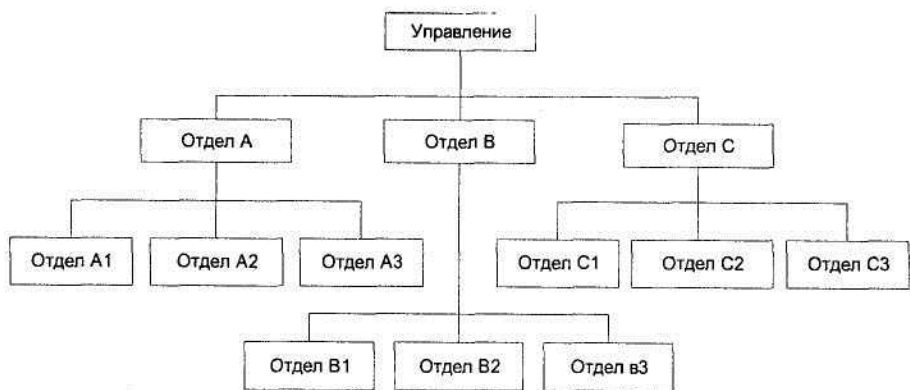 Управление
Отдел А
Отдел В
Отдел С
Отдел А1
Отдел А2
Отдел А3
Отдел С1
Отдел С2
Отдел С3
Отдел В1
Отдел В2
Отдел в3